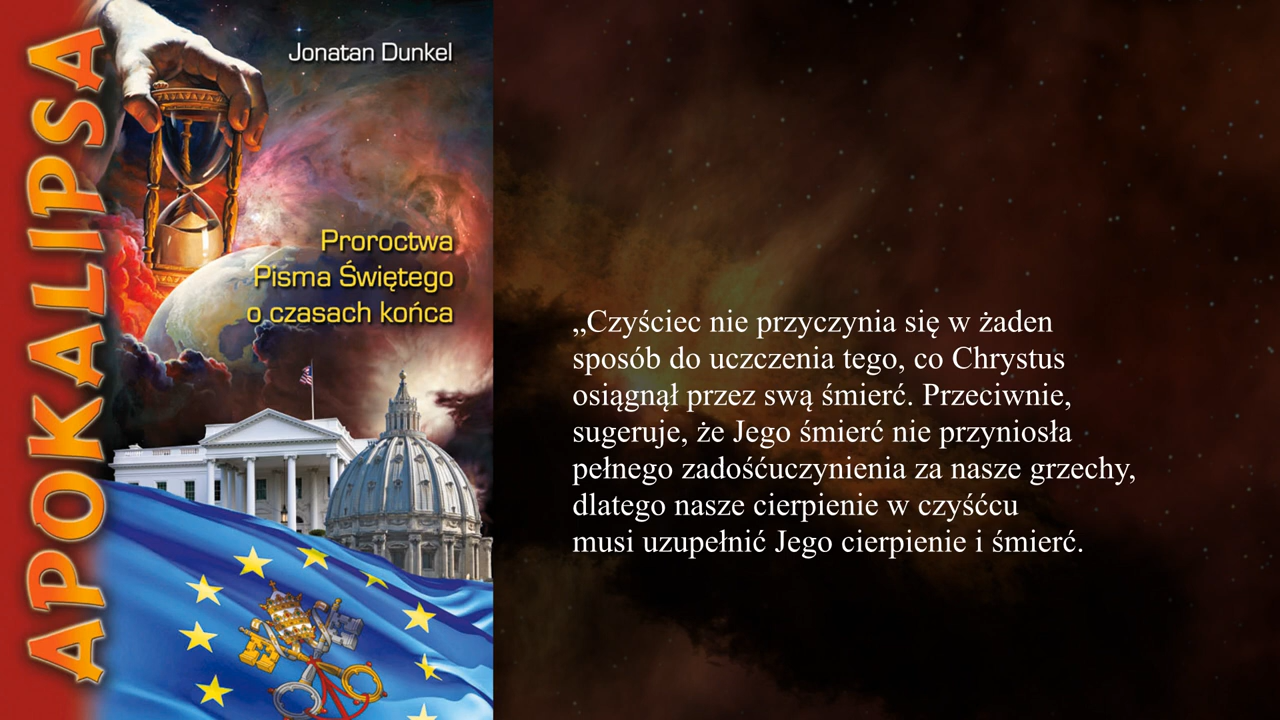 APOKALIPSA
Jonatan Dunkel
Proroctwa
Pisma Świętego
o czasach końca
„Czyściec nie przyczynia się w żaden
sposób do uczczenia tego, co Chrystus
osiągnął przez swą śmierć. Przeciwnie,
sugeruje, że Jego śmierć nie przyniosła
pełnego zadośćuczynienia za nasze grzechy,
dlatego nasze cierpienie w czyśćcu
musi uzupełnić Jego cierpienie i śmierć.